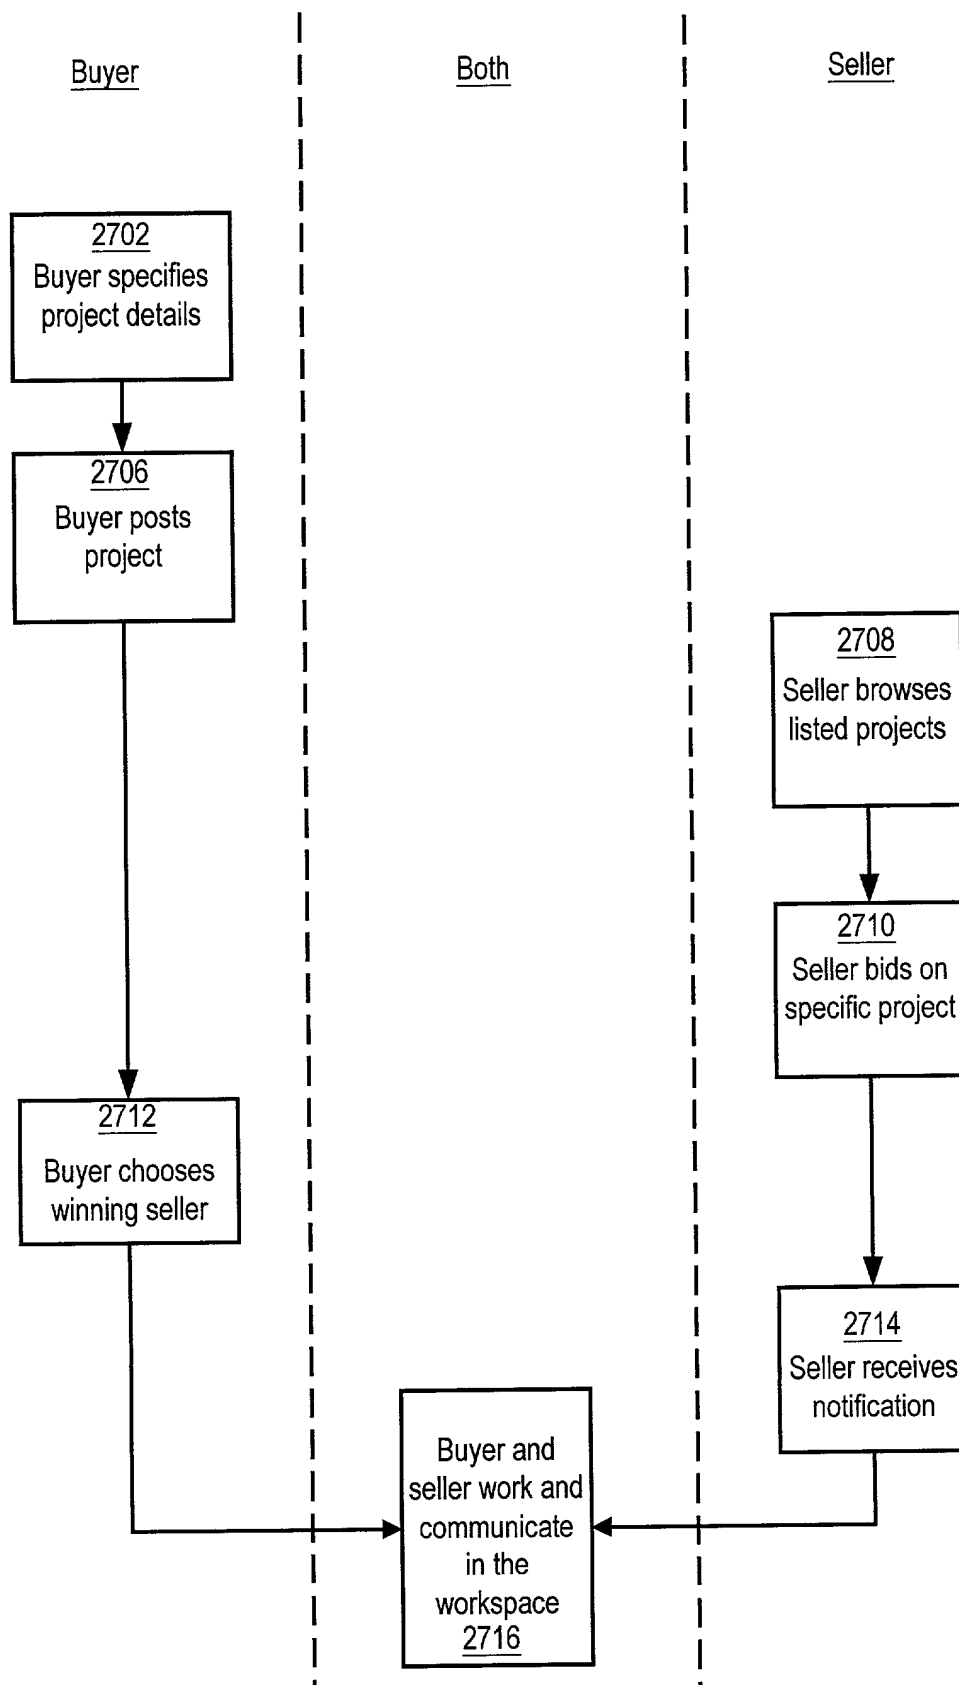 Buyer
Both
Seller
2702
Buyer specifies
project details
2706
Buyer posts
project
2708
Seller browses
listed projects
2710
Seller bids on
specific project
2712
Buyer chooses
winning seller
2714
Seller receives
notification
Buyer and
seller work and
communicate
in the
workspace
2716